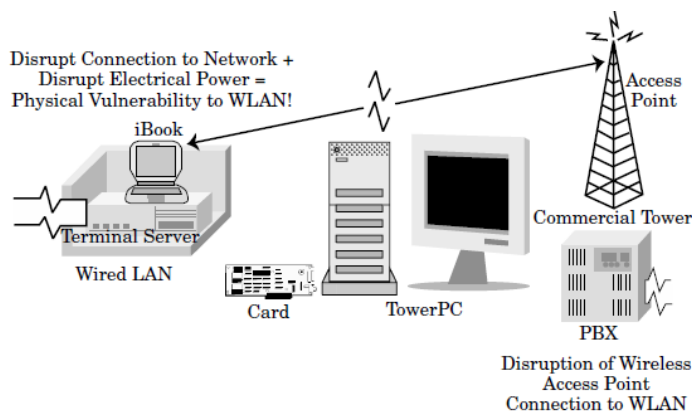 Disrupt Connection to Network +
Disrupt Electrical Power =
Physical Vulnerability to WLAN!
iBook
Access
Point
Terminal Server
Commercial Tower
Wired LAN
Card
TowerPC
PBX
Disruption of Wireless
Access Point
Connection to WLAN